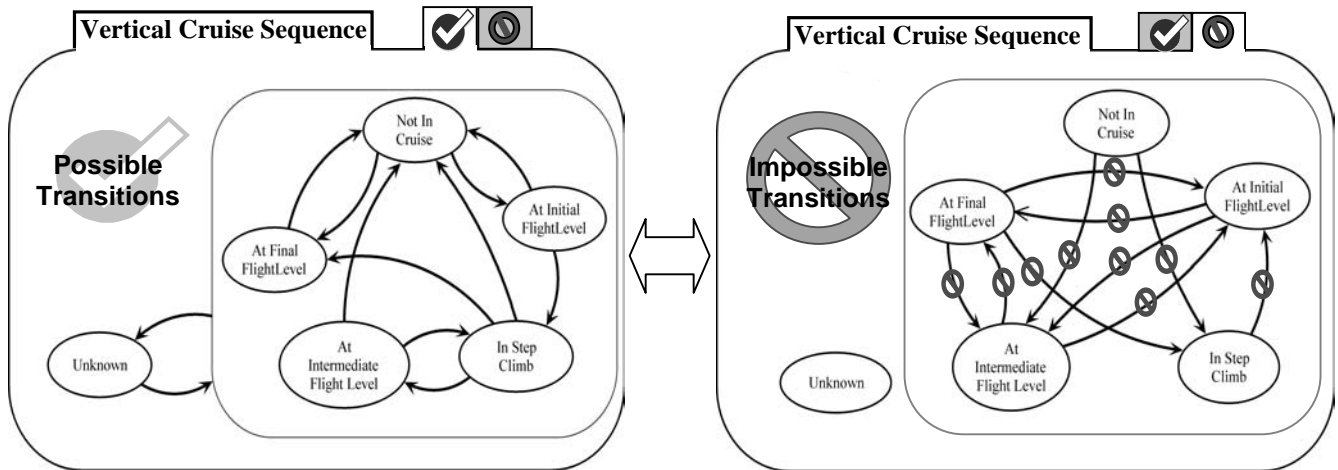 Vertical Cruise Sequence
Possible
Transitions
Not In
Cruise
At Initial
FlightLevel
At Final
FlightLevel
Unknown
At
Intermediate
Flight Level
In Step
Climb
Vertical Cruise Sequence
Impossible
Transitions
Not In
Cruise
At Final
FlightLevel
At Initial
FlightLevel
Unknown
At
Intermediate
Flight Level
In Step
Climb